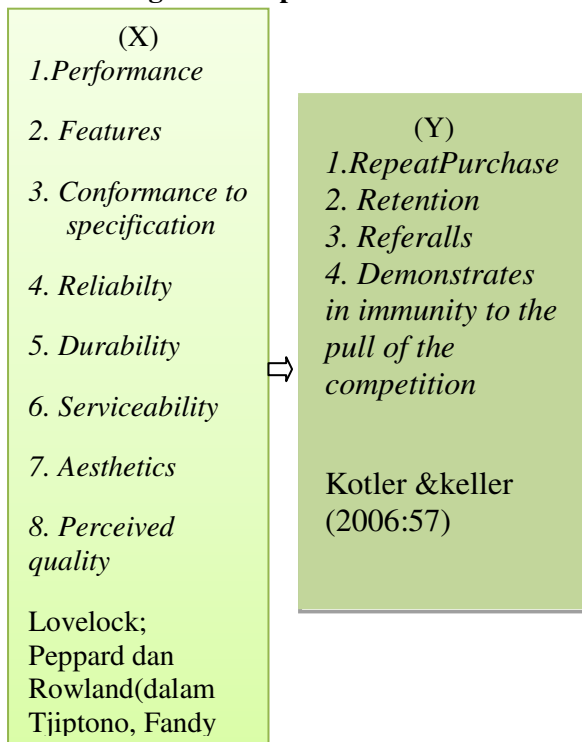 (X)
1.Performance
2. Features
3. Conformance to
specification
4. Reliabilty
5. Durability
6. Serviceability
7. Aesthetics
8. Perceived
quality
Lovelock;
Peppard dan
Rowland(dalam
Tjiptono, Fandy
(Y)
1.RepeatPurchase
2. Retention
3. Referalls
4. Demonstrates
in immunity to the
pull of the
competition
Kotler &keller
(2006:57)